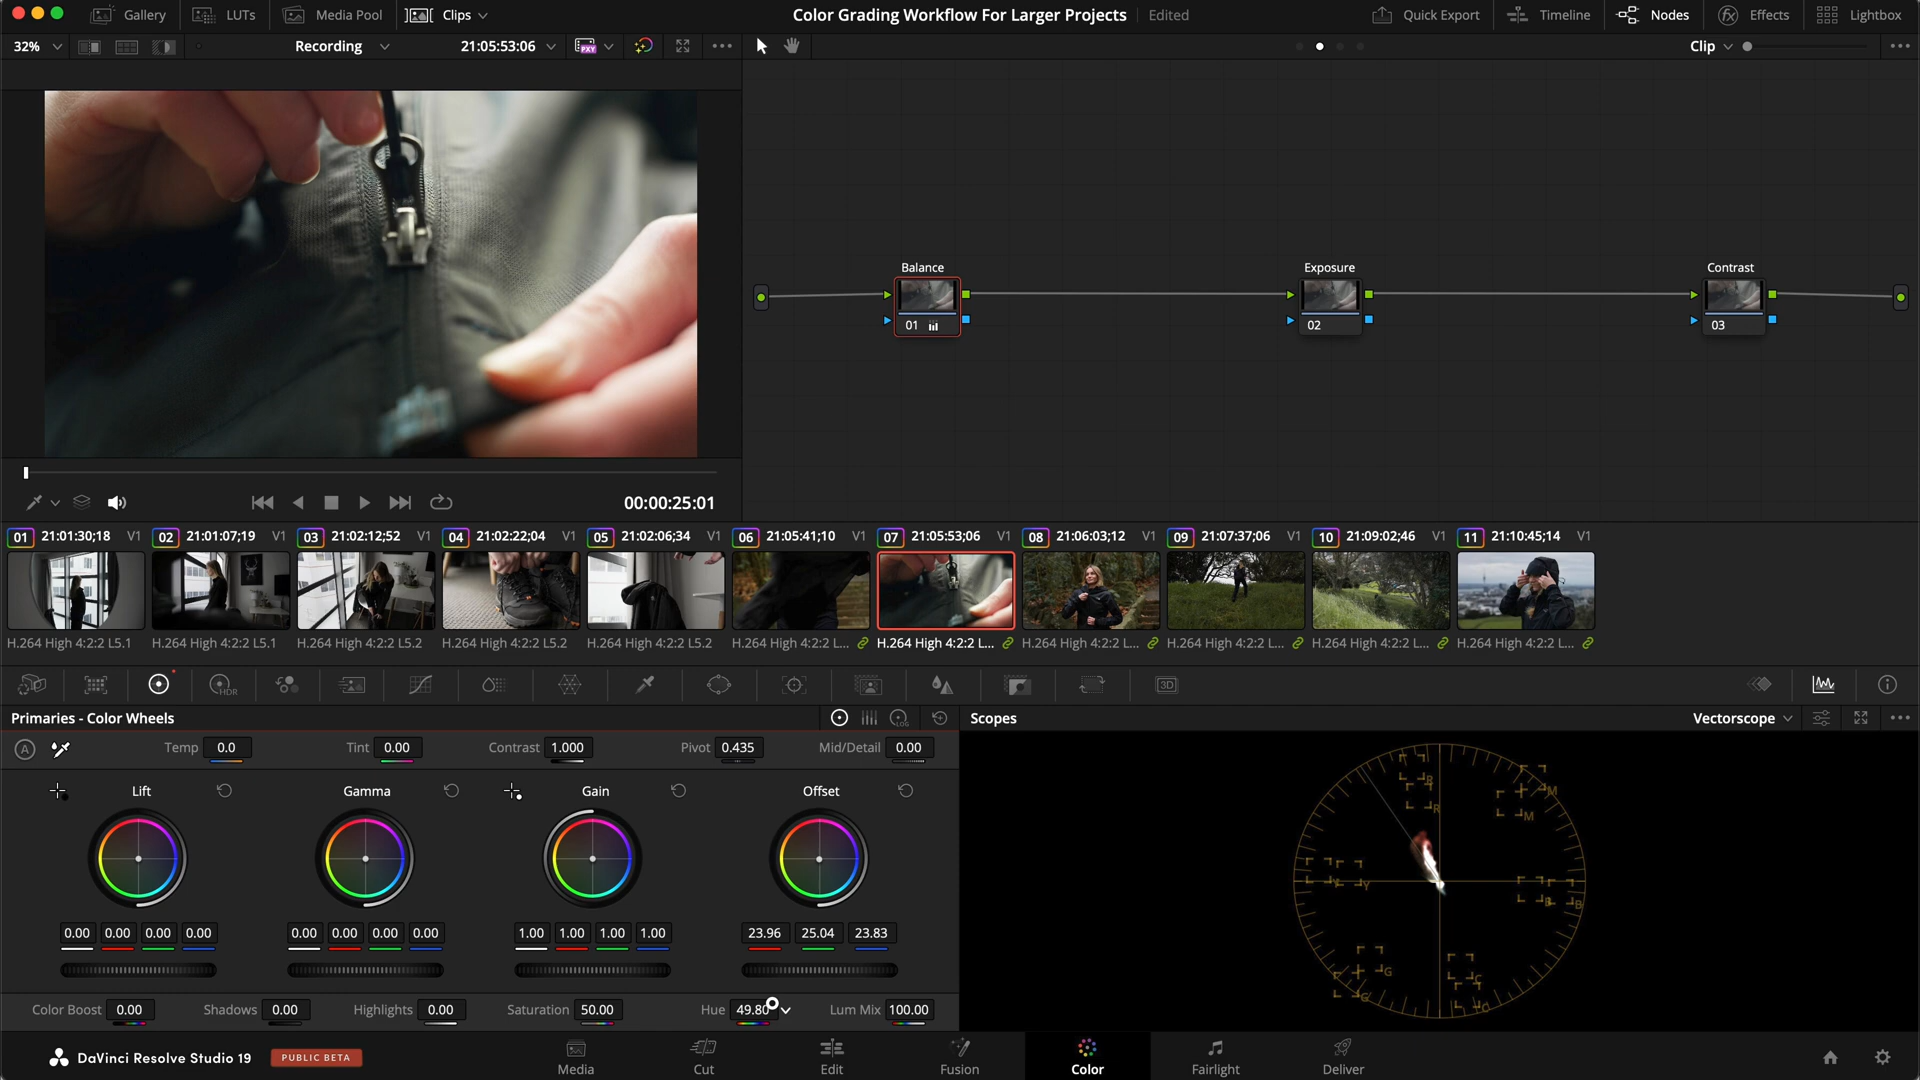 Gallery LUTs Media Pool Clips Color Grading Workflow For Larger Projects Edited Quick Export Timeline Nodes Effects Lightbox
32% Recording 21:05:53:06 PXY Clip
Balance Exposure Contrast
01 02 03
00:00:25:01
01 21:01:30;18 V1 02 21:01:07;19 V1 03 21:02:12;52 V1 04 21:02:22;04 V1 05 21:02:06;34 V1 06 21:05:41;10 V1 07 21:05:53;06 V1 08 21:06:03;12 V1 09 21:07:37;06 V1 10 21:09:02;46 V1 11 21:10:45;14 V1
H.264 High 4:2:2 L5.1 H.264 High 4:2:2 L5.1 H.264 High 4:2:2 L5.2 H.264 High 4:2:2 L5.2 H.264 High 4:2:2 L5.2 H.264 High 4:2:2 L... H.264 High 4:2:2 L... H.264 High 4:2:2 L... H.264 High 4:2:2 L... H.264 High 4:2:2 L... H.264 High 4:2:2 L...
HDR 3D
Primaries - Color Wheels LOG Scopes Vectorscope
A Temp 0.0 Tint 0.00 Contrast 1.000 Pivot 0.435 Mid/Detail 0.00
Lift Gamma Gain Offset
R M
R M
Y Y B B
G C
G C
0.00 0.00 0.00 0.00 0.00 0.00 0.00 0.00 1.00 1.00 1.00 1.00 23.96 25.04 23.83
Color Boost 0.00 Shadows 0.00 Highlights 0.00 Saturation 50.00 Hue 49.80 Lum Mix 100.00
DaVinci Resolve Studio 19 PUBLIC BETA Media Cut Edit Fusion Color Fairlight Deliver